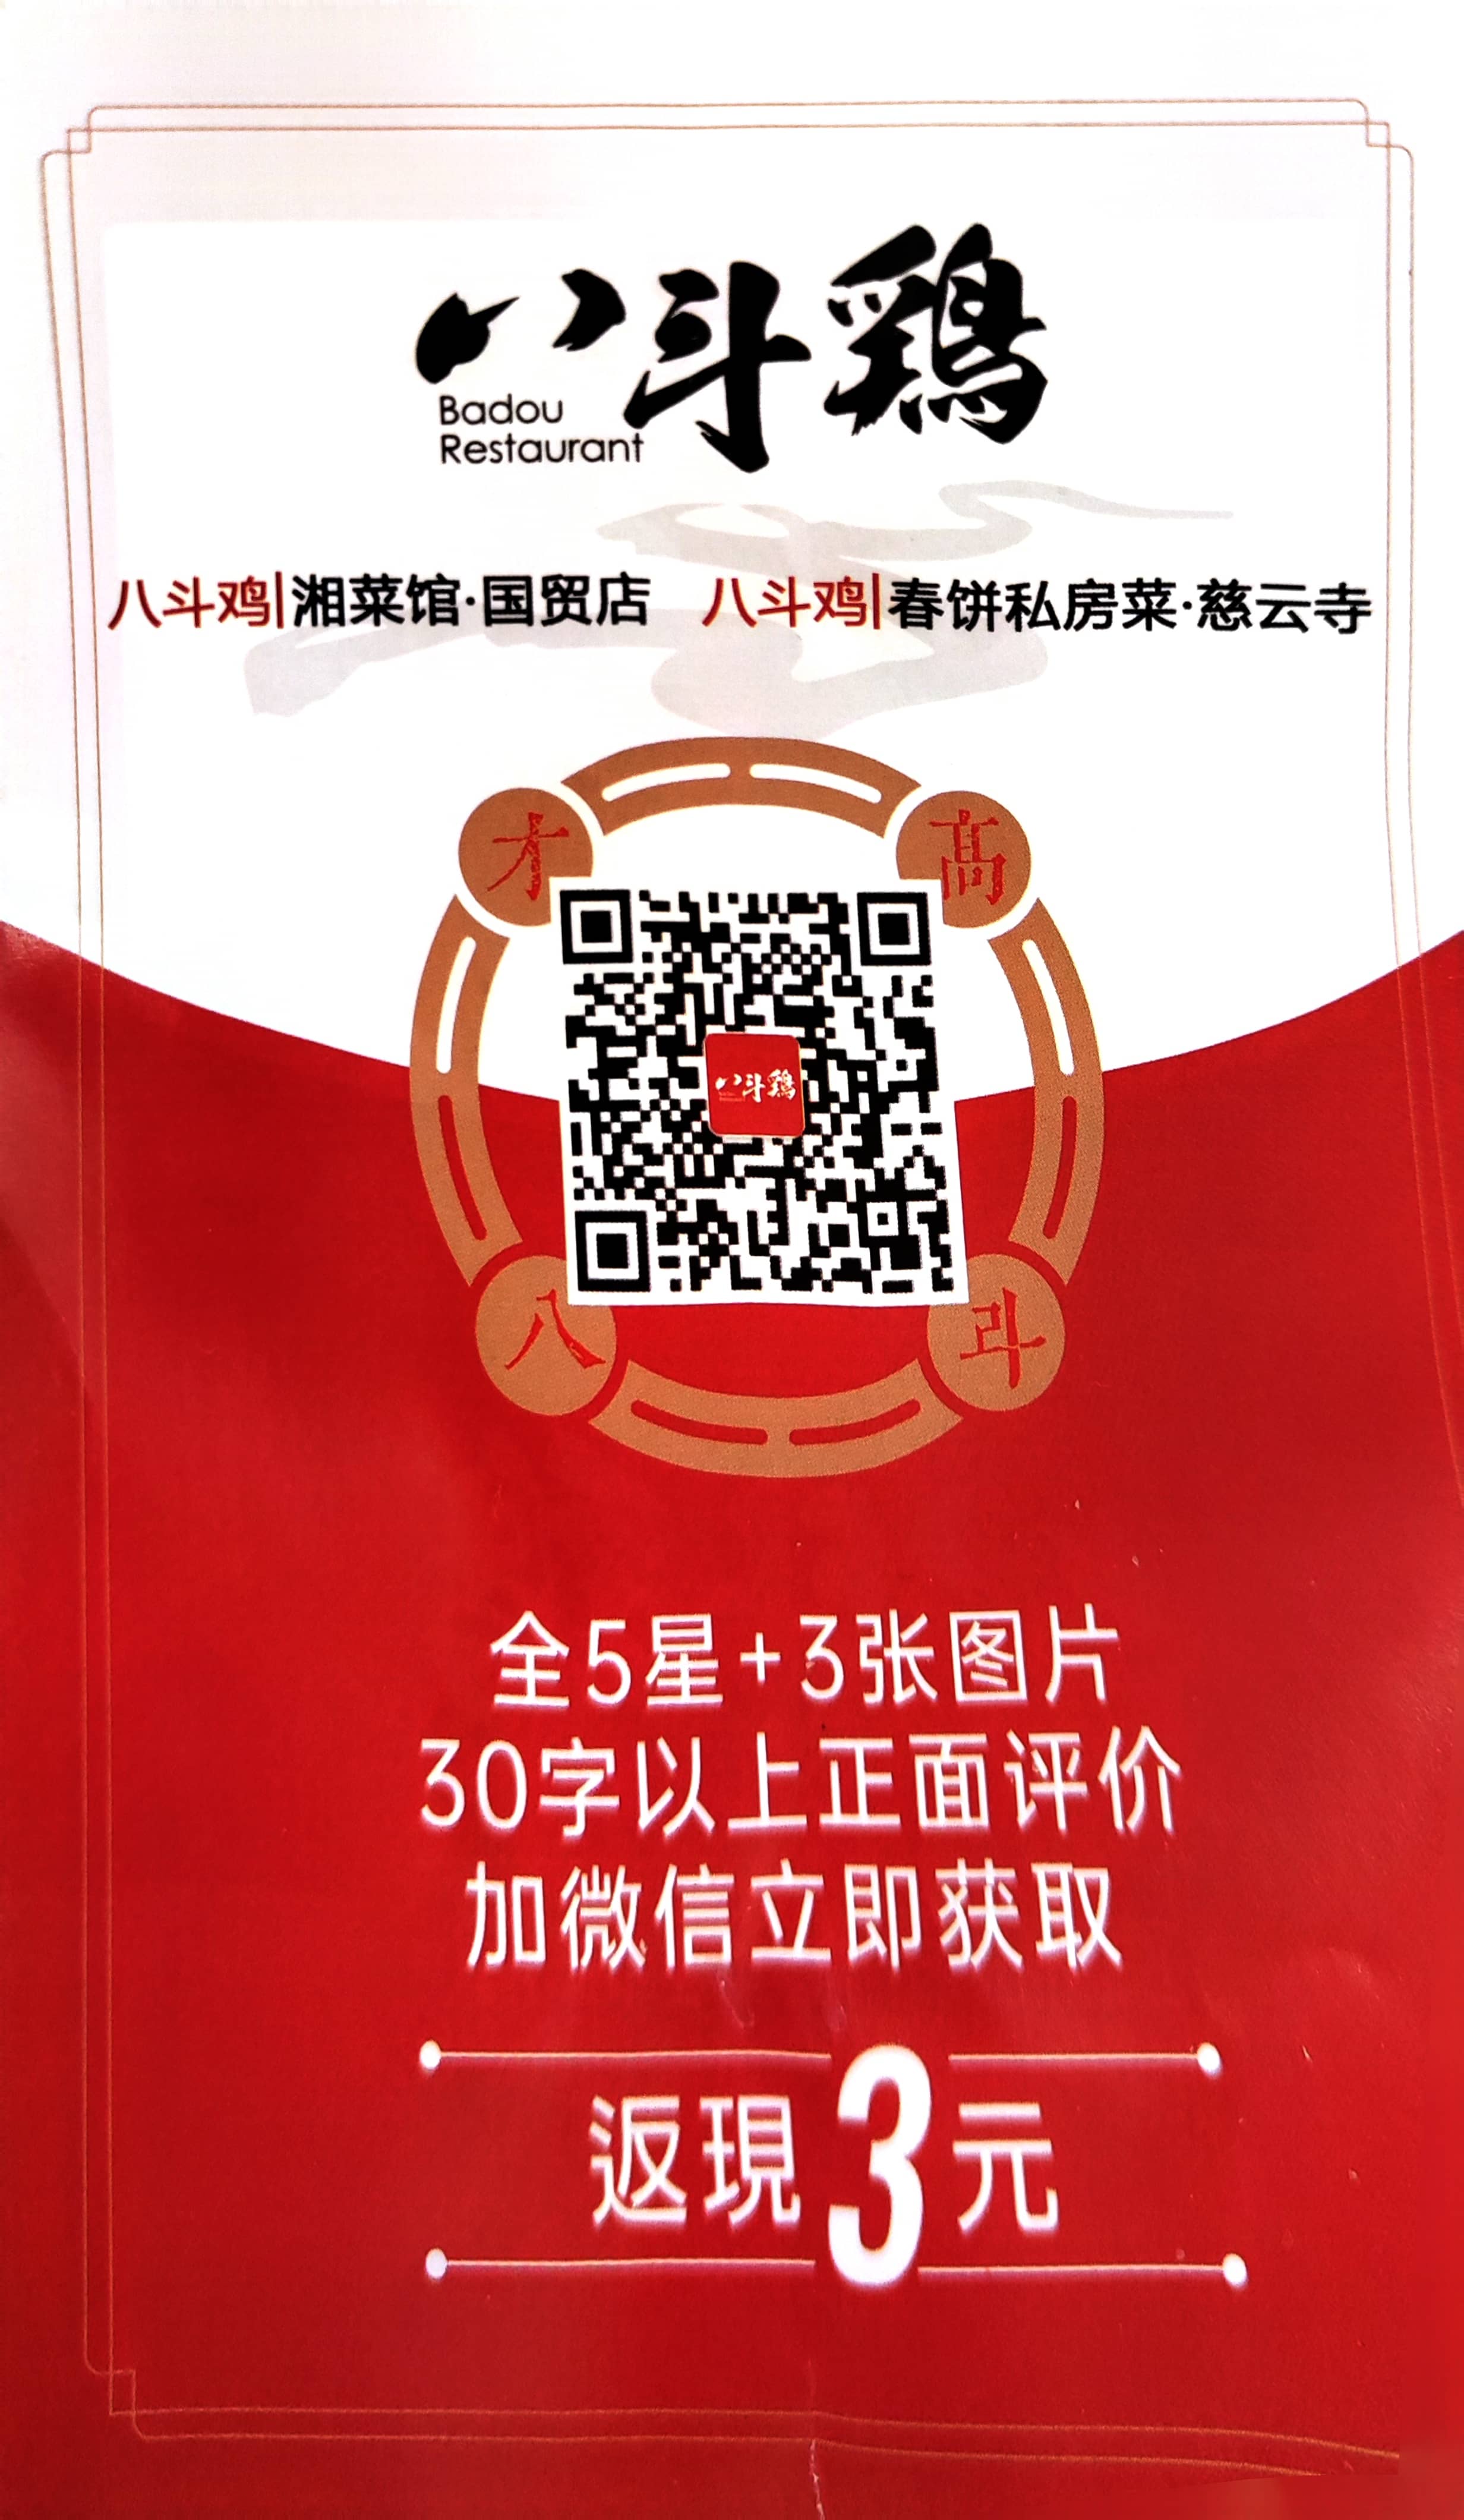 八斗鷄
Badou
Restaurant
八斗鸡|湘菜馆·国贸店 八斗鸡|春饼私房菜·慈云寺
才 高
八斗鷄
八 斗
全5星+3张图片
30字以上正面评价
加微信立即获取
返現3元